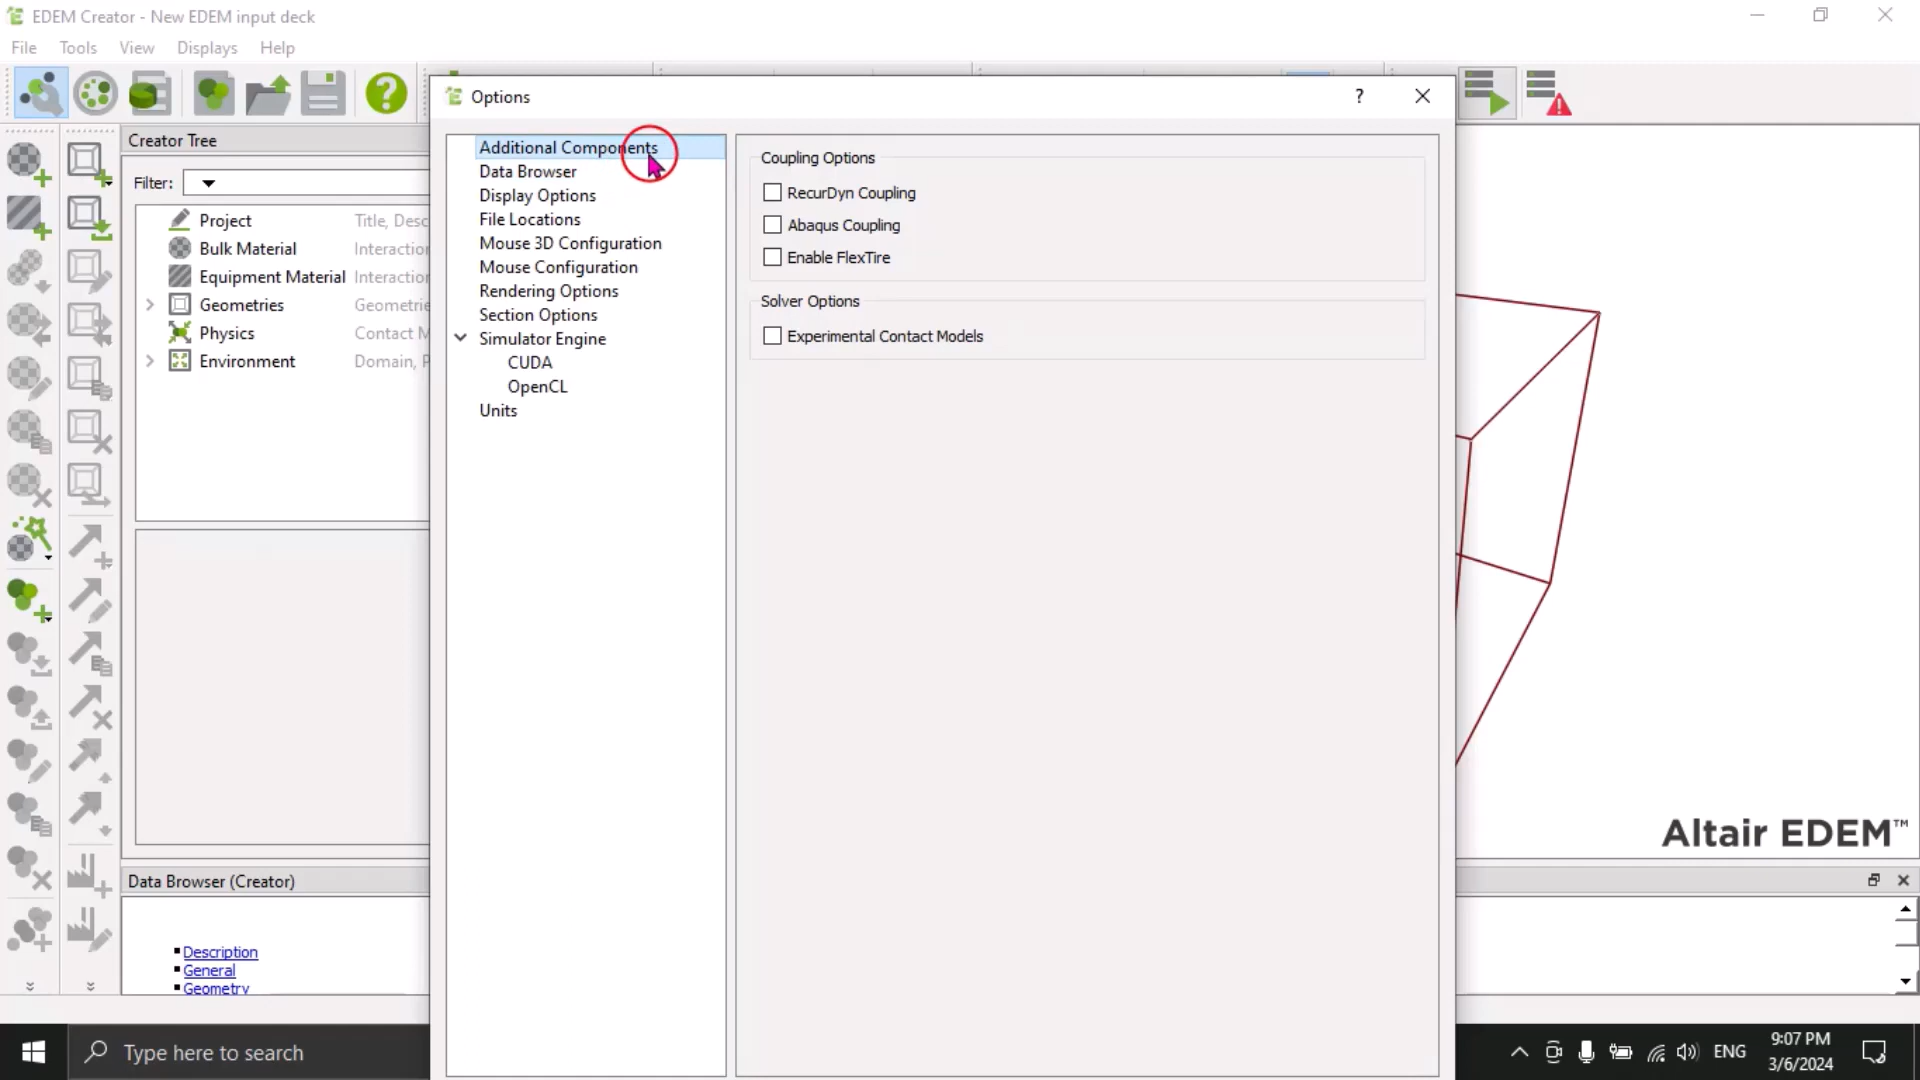 EDEM Creator - New EDEM input deck
File Tools View Displays Help
Options
?
Creator Tree
Filter:
Project Title, Desc
Bulk Material Interaction
Equipment Material Interaction
Geometries Geometrie
Physics Contact M
Environment Domain, P
Additional Components
Data Browser
Display Options
File Locations
Mouse 3D Configuration
Mouse Configuration
Rendering Options
Section Options
Simulator Engine
CUDA
OpenCL
Units
Coupling Options
RecurDyn Coupling
Abaqus Coupling
Enable FlexTire
Solver Options
Experimental Contact Models
Altair EDEM™
Data Browser (Creator)
Description
General
Geometry
Type here to search
ENG
9:07 PM
3/6/2024